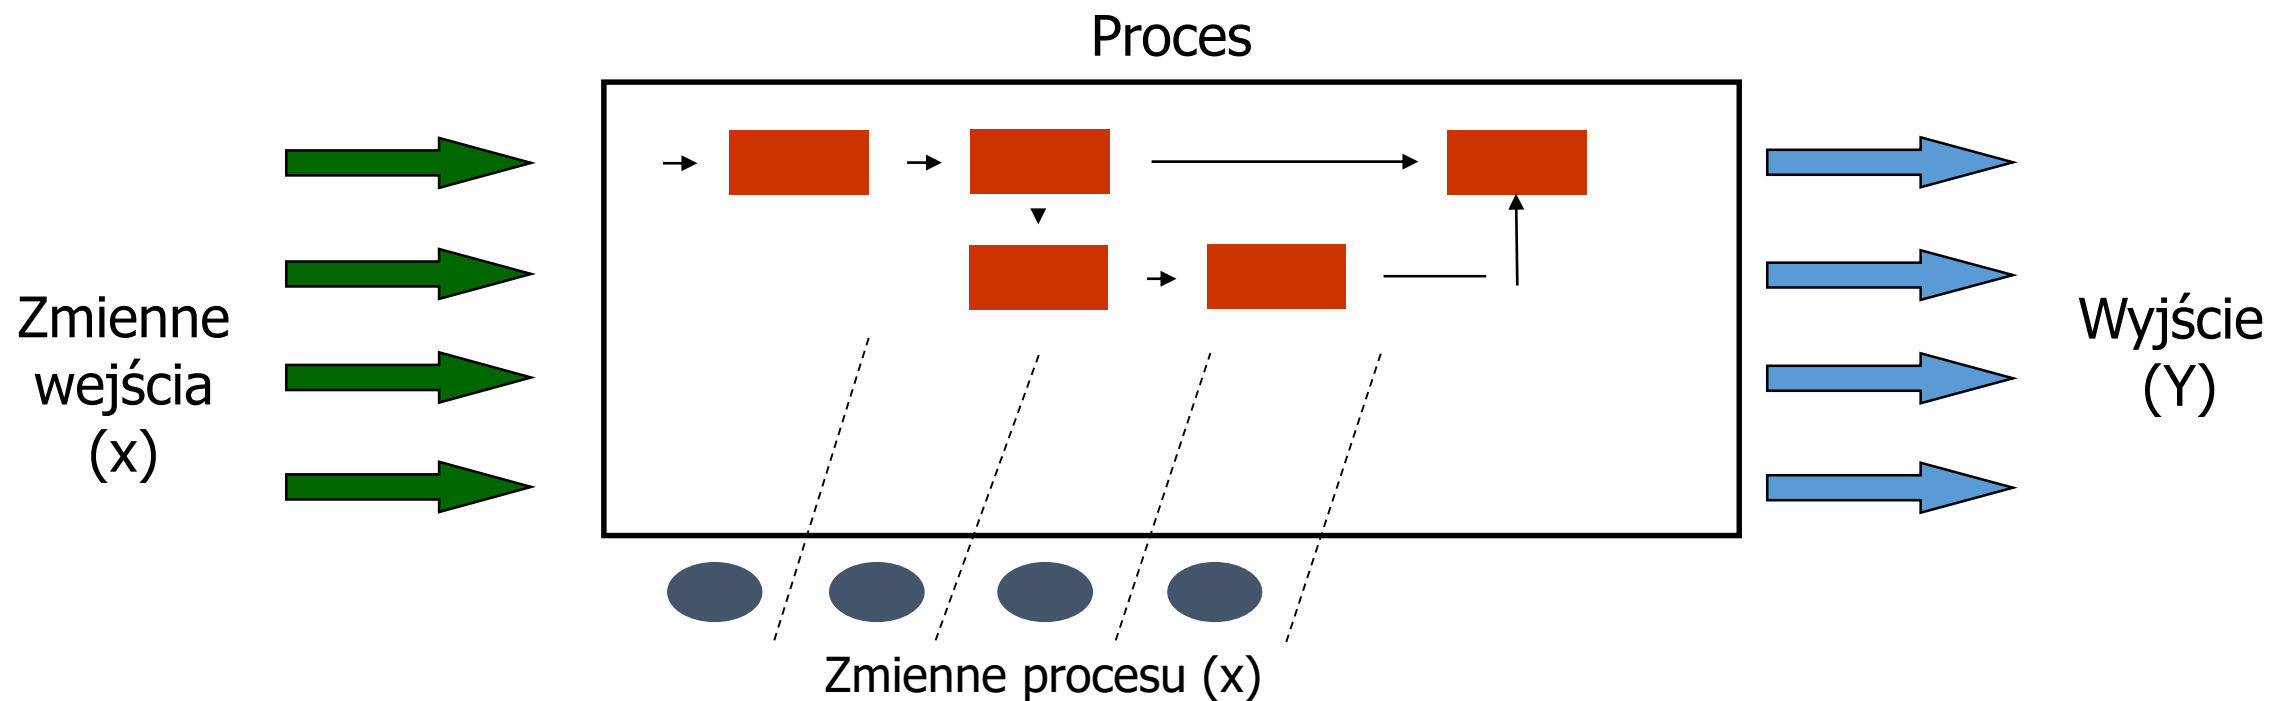 Proces
Zmienne
wejścia
(x)
Wyjście
(Y)
Zmienne procesu (x)